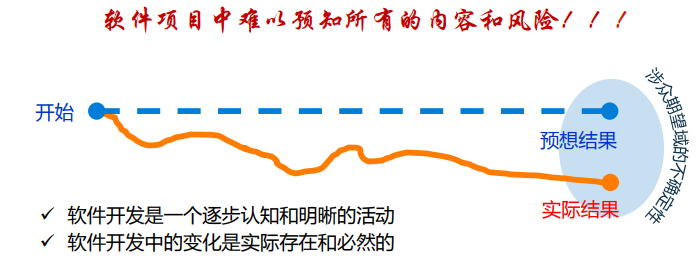 软件项目中难以预知所有的内容和风险！！！
开始
预想结果
涉众期望域的不确定性
实际结果
✓ 软件开发是一个逐步认知和明晰的活动
✓ 软件开发中的变化是实际存在和必然的